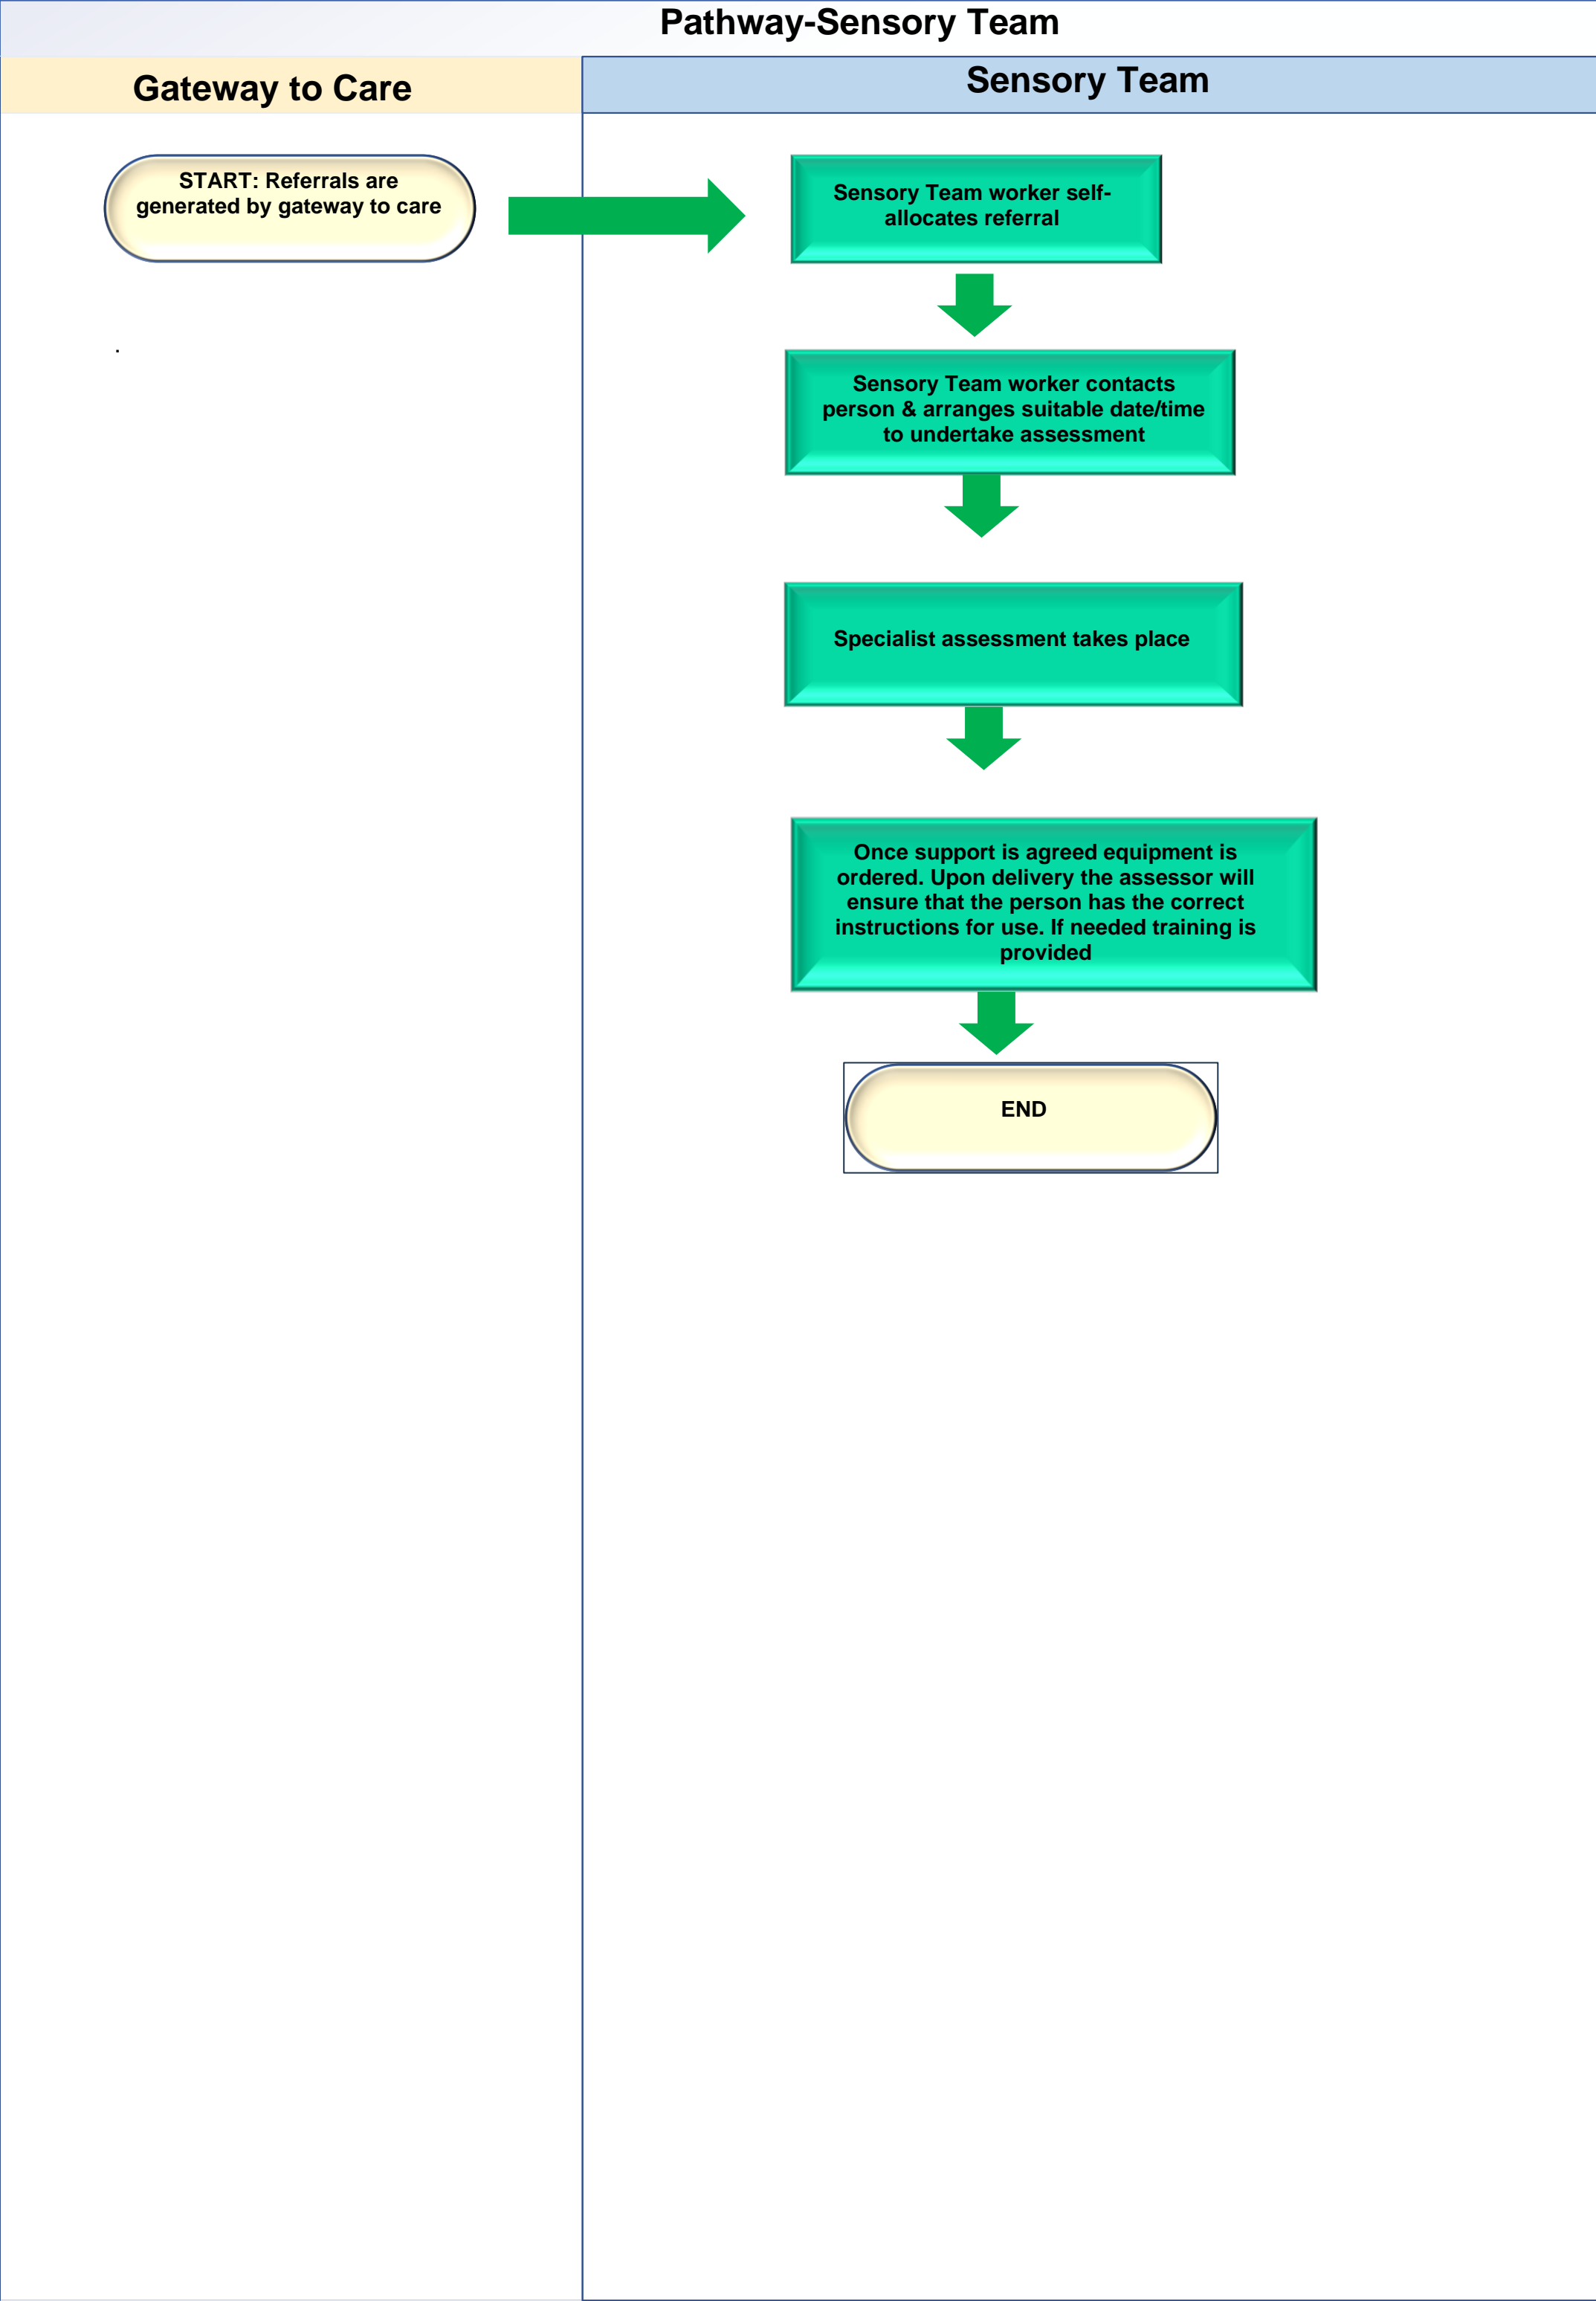 Pathway-Sensory Team
Gateway to Care
Sensory Team
START: Referrals are
generated by gateway to care
Sensory Team worker self-
allocates referral
.
Sensory Team worker contacts
person & arranges suitable date/time
to undertake assessment
Specialist assessment takes place
Once support is agreed equipment is
ordered. Upon delivery the assessor will
ensure that the person has the correct
instructions for use. If needed training is
provided
END